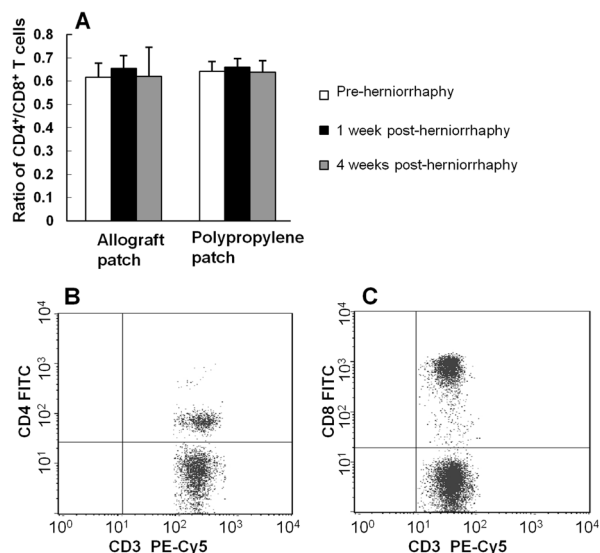 A
Ratio of CD4⁺/CD8⁺ T cells
0.8
0.7
0.6
0.5
0.4
0.3
0.2
0.1
0
Allograft
patch
Polypropylene
patch
Pre-herniorrhaphy
1 week post-herniorrhaphy
4 weeks post-herniorrhaphy
B
CD4 FITC
10⁴
10³
10²
10¹
10⁰ 10¹ 10² 10³ 10⁴
CD3 PE-Cy5
C
CD8 FITC
10⁴
10³
10²
10¹
10⁰ 10¹ 10² 10³ 10⁴
CD3 PE-Cy5